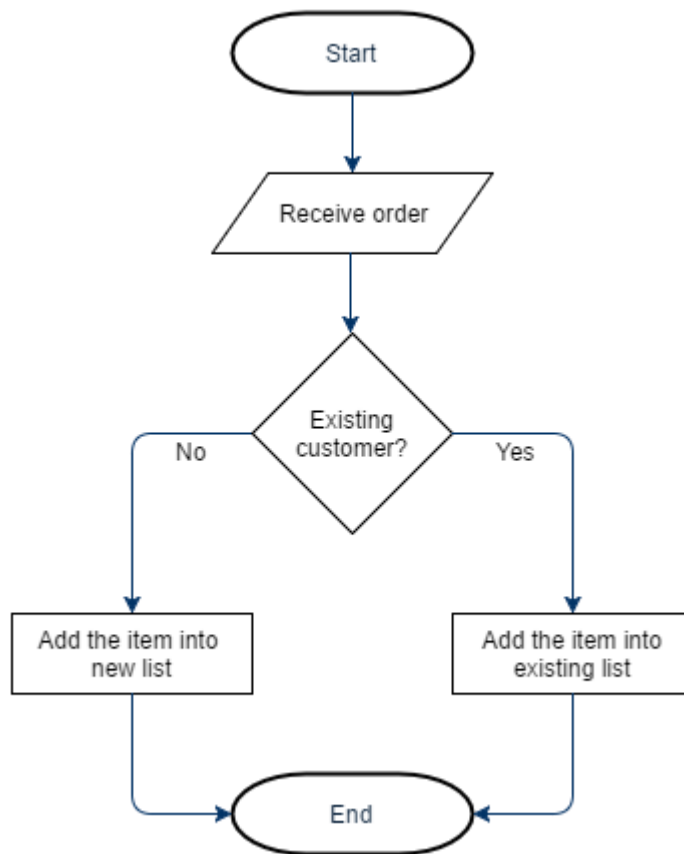 Start
Receive order
Existing
customer?
No
Yes
Add the item into
new list
Add the item into
existing list
End